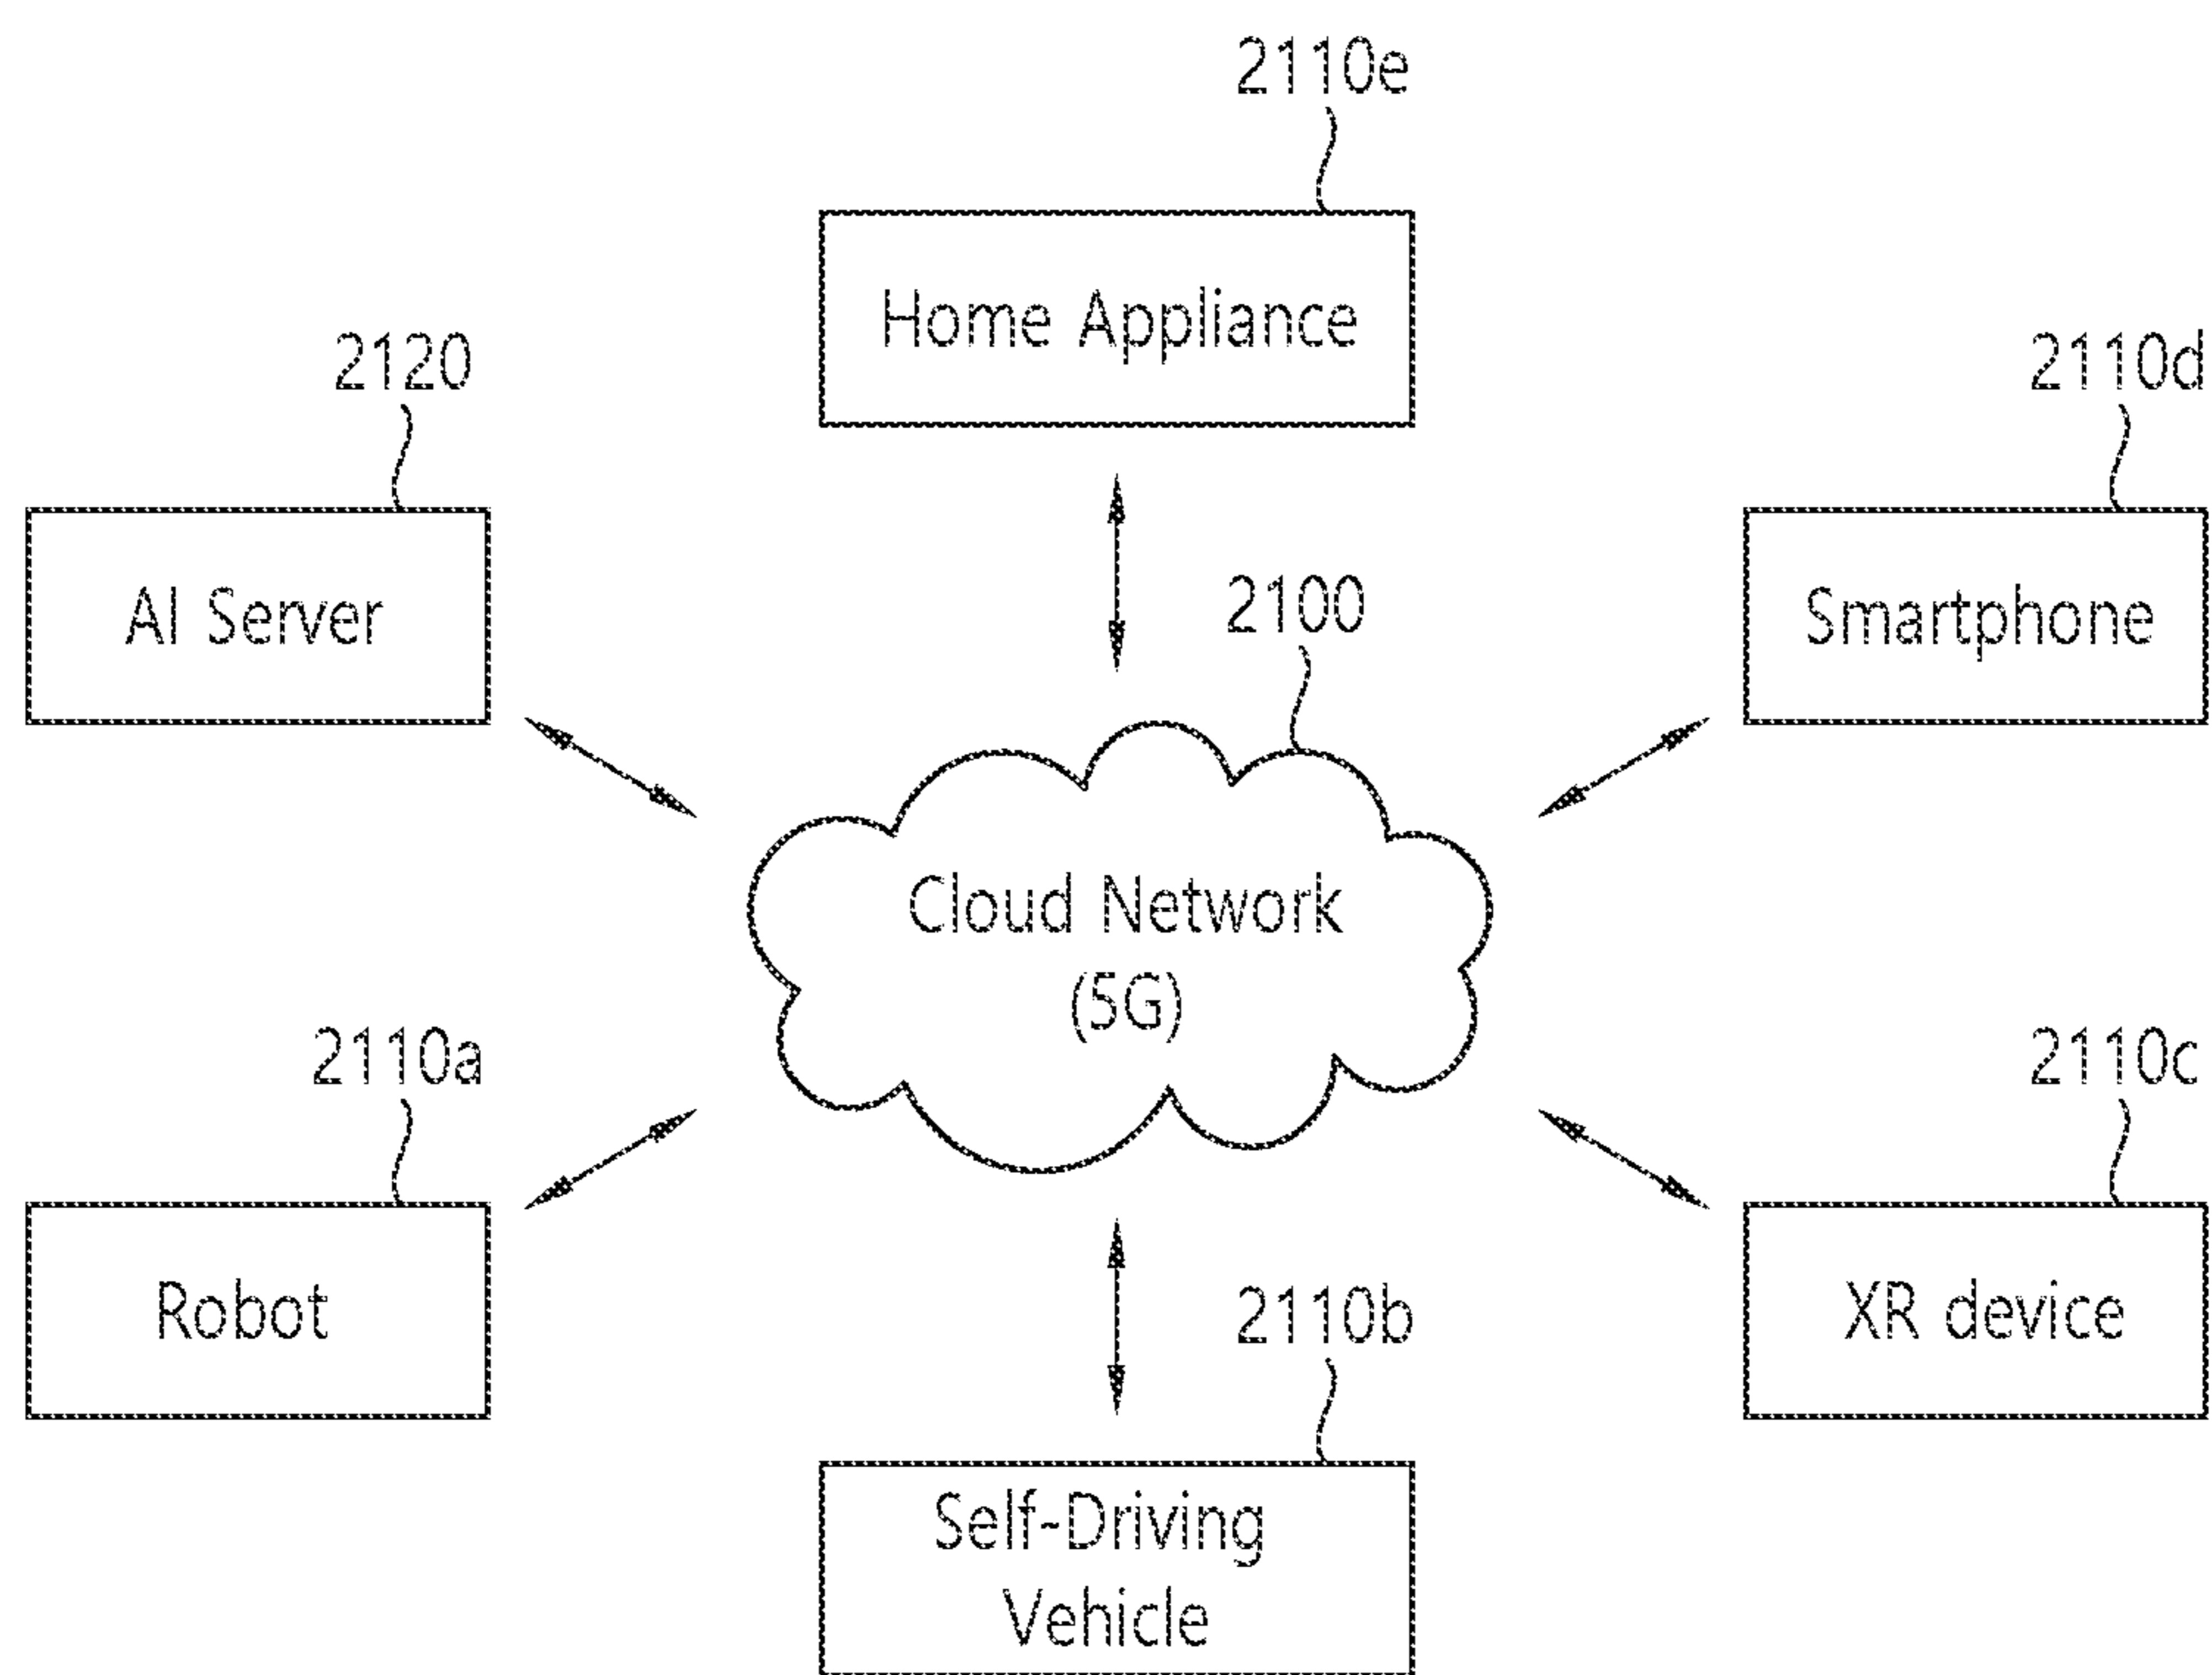 2110e
Home Appliance
2120
AI Server
2110d
Smartphone
2100
Cloud Network
(5G)
2110a
Robot
2110c
XR device
2110b
Self-Driving
Vehicle